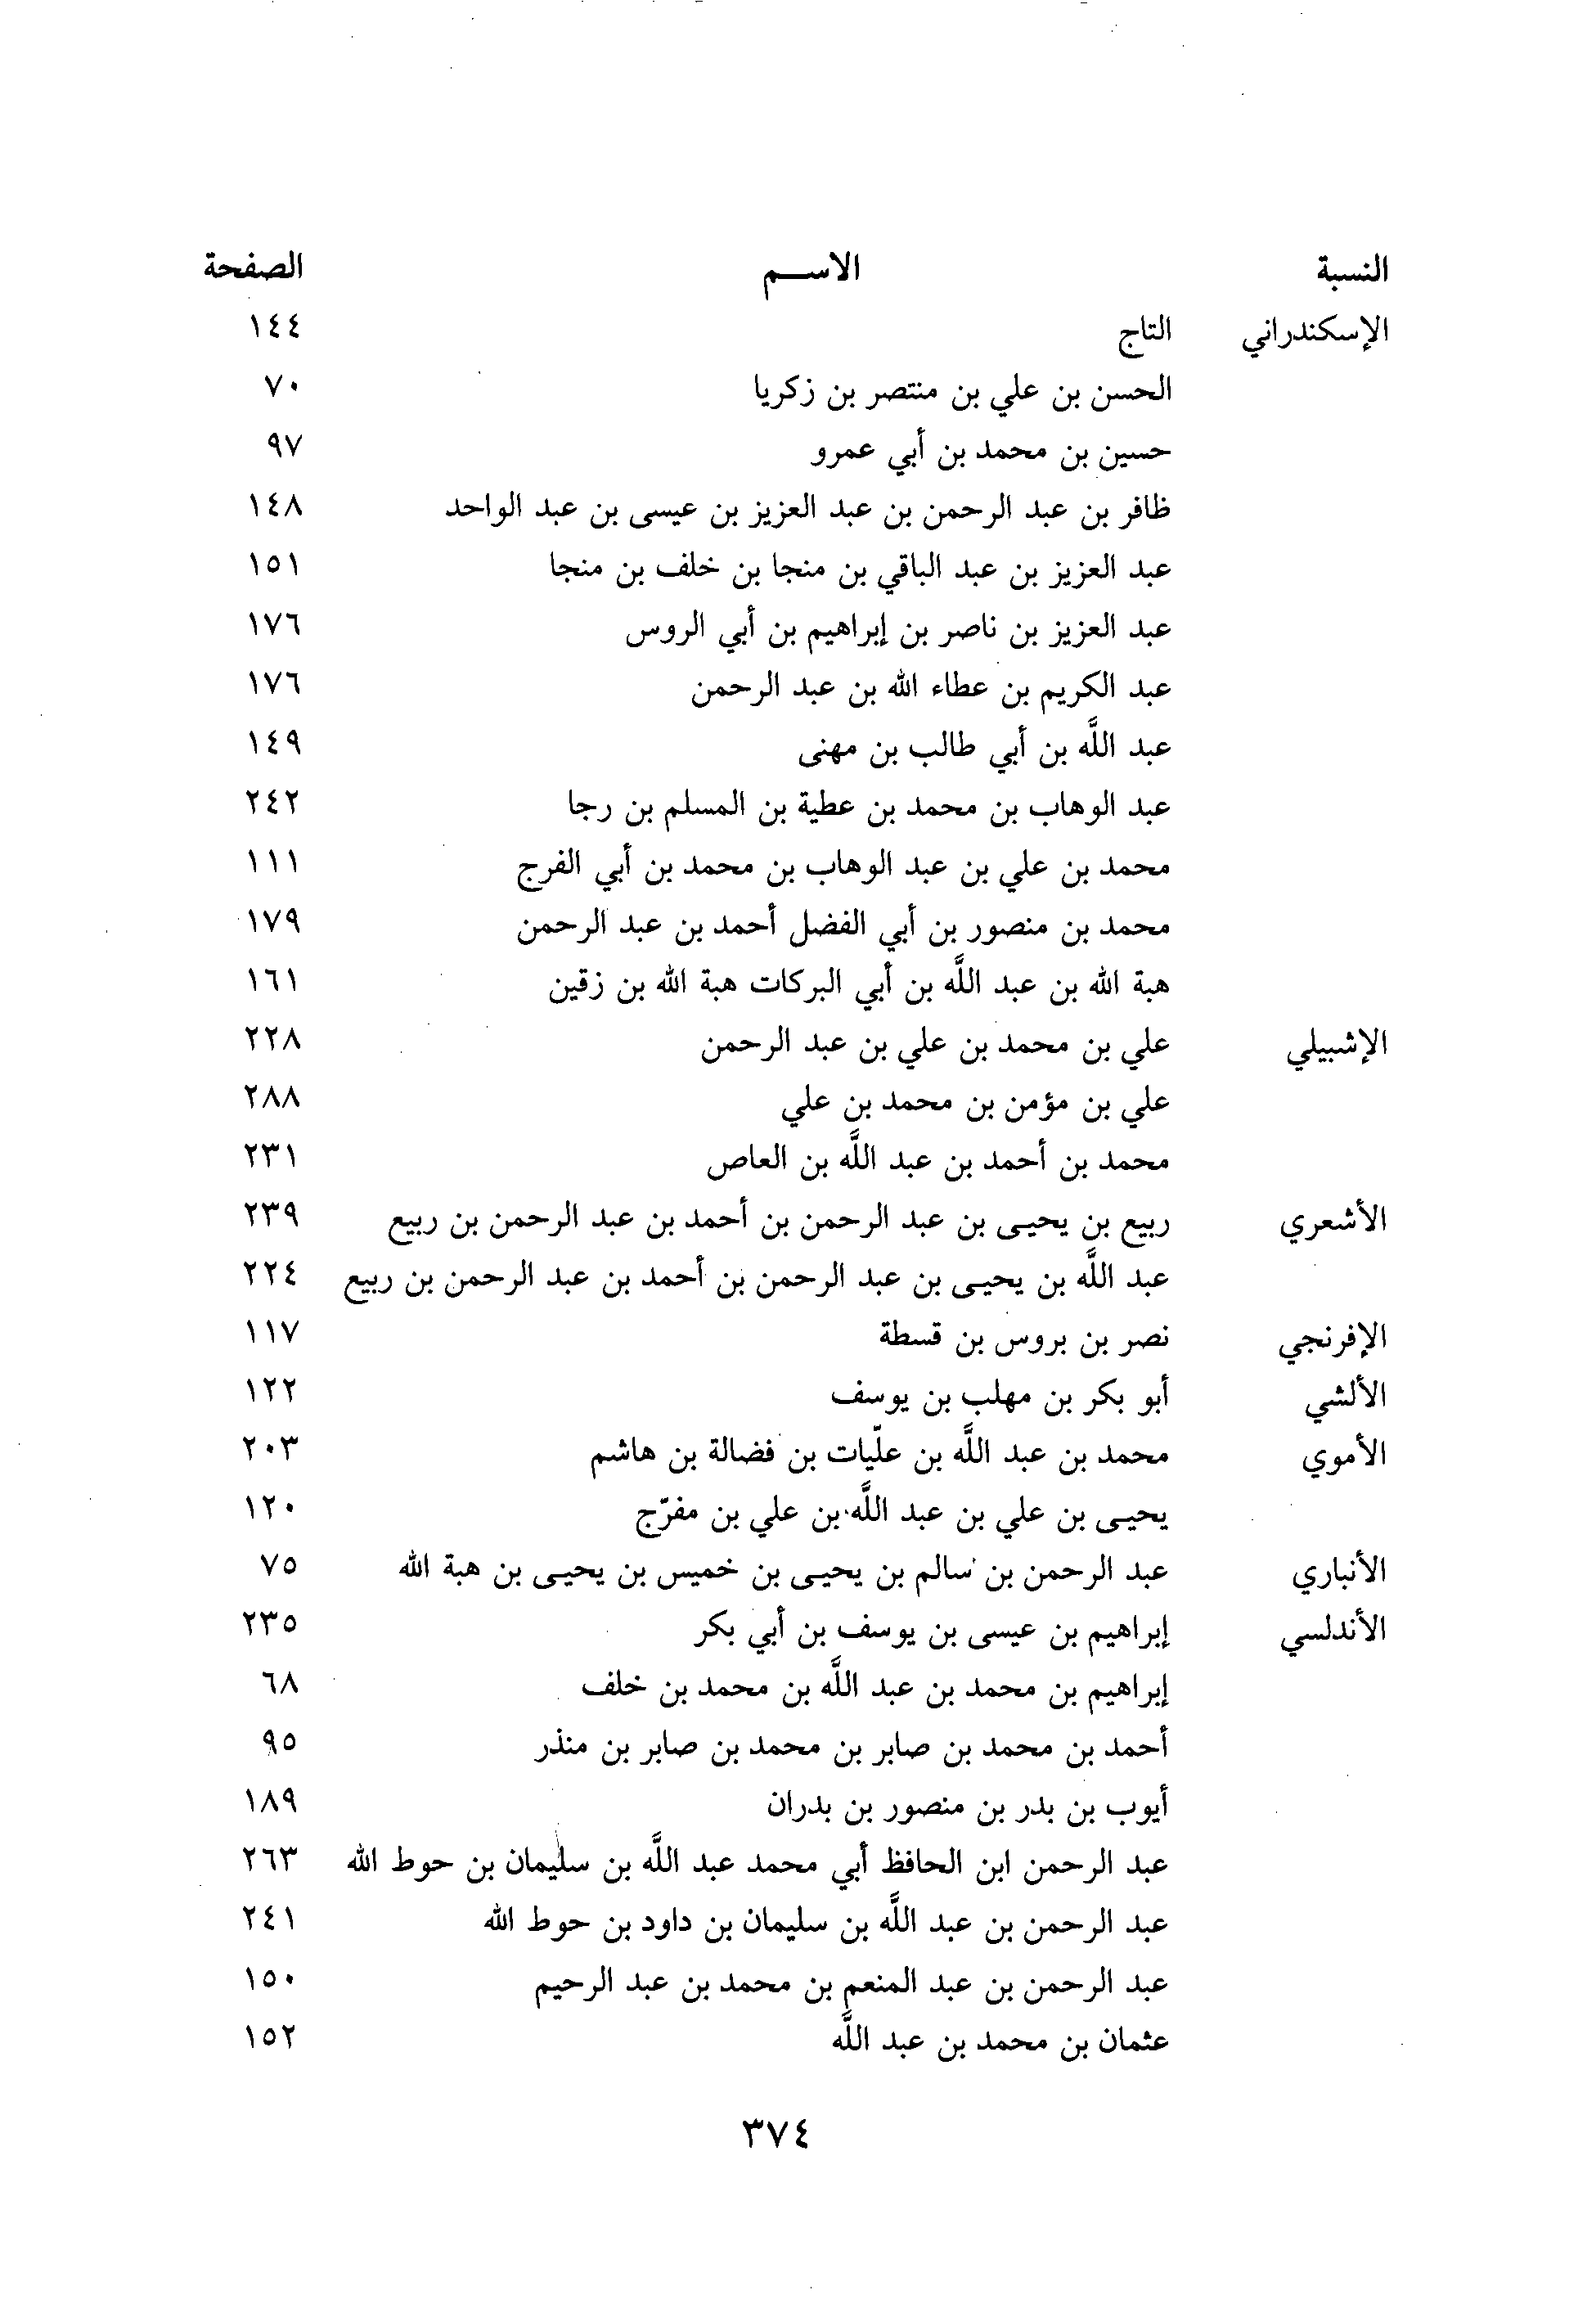 النسبة الاســـم الصفحة
الإسكندراني التاج ١٤٤
الحسن بن علي بن منتصر بن زكريا ٧٠
حسين بن محمد بن أبي عمرو ٩٧
ظافر بن عبد الرحمن بن عبد العزيز بن عيسى بن عبد الواحد ١٤٨
عبد العزيز بن عبد الباقي بن منجا بن خلف بن منجا ١٥١
عبد العزيز بن ناصر بن إبراهيم بن أبي الروس ١٧٦
عبد الكريم بن عطاء الله بن عبد الرحمن ١٧٦
عبد اللَّه بن أبي طالب بن مهنى ١٤٩
عبد الوهاب بن محمد بن عطية بن المسلم بن رجا ٢٤٢
محمد بن علي بن عبد الوهاب بن محمد بن أبي الفرج ١١١
محمد بن منصور بن أبي الفضل أحمد بن عبد الرحمن ١٧٩
هبة الله بن عبد اللَّه بن أبي البركات هبة الله بن زقين ١٦١
الإشبيلي علي بن محمد بن علي بن عبد الرحمن ٢٢٨
علي بن مؤمن بن محمد بن علي ٢٨٨
محمد بن أحمد بن عبد اللَّه بن العاص ٢٣١
الأشعري ربيع بن يحيـى بن عبد الرحمن بن أحمد بن عبد الرحمن بن ربيع ٢٣٩
عبد اللَّه بن يحيـى بن عبد الرحمن بن أحمد بن عبد الرحمن بن ربيع ٢٢٤
الإفرنجي نصر بن بروس بن قسطة ١١٧
الألشي أبو بكر بن مهلب بن يوسف ١٢٢
الأموي محمد بن عبد اللَّه بن علّيات بن فضالة بن هاشم ٢٠٣
يحيـى بن علي بن عبد اللَّه بن علي بن مفرّج ١٢٠
الأنباري عبد الرحمن بن سالم بن يحيـى بن خميس بن يحيـى بن هبة الله ٧٥
الأندلسي إبراهيم بن عيسى بن يوسف بن أبي بكر ٢٣٥
إبراهيم بن محمد بن عبد اللَّه بن محمد بن خلف ٦٨
أحمد بن محمد بن صابر بن محمد بن صابر بن منذر ٩٥
أيوب بن بدر بن منصور بن بدران ١٨٩
عبد الرحمن ابن الحافظ أبي محمد عبد اللَّه بن سليمان بن حوط الله ٢٦٣
عبد الرحمن بن عبد اللَّه بن سليمان بن داود بن حوط الله ٢٤١
عبد الرحمن بن عبد المنعم بن محمد بن عبد الرحيم ١٥٠
عثمان بن محمد بن عبد اللَّه ١٥٢
٣٧٤